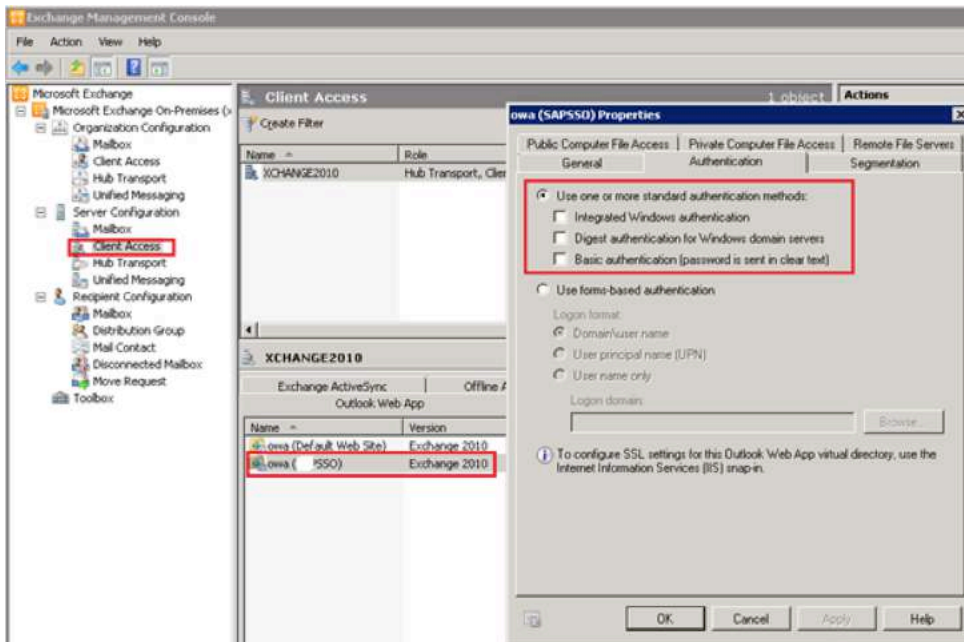 Exchange Management Console
File Action View Help
Microsoft Exchange
Microsoft Exchange On-Premises (x
Organization Configuration
Mailbox
Client Access
Hub Transport
Unified Messaging
Server Configuration
Mailbox
Client Access
Hub Transport
Unified Messaging
Recipient Configuration
Mailbox
Distribution Group
Mail Contact
Disconnected Mailbox
Move Request
Toolbox
Client Access
1 object
Create Filter
Name Role
XCHANGE2010 Hub Transport, Clie
XCHANGE2010
Exchange ActiveSync Offline A
Outlook Web App
Name Version
owa (Default Web Site) Exchange 2010
owa ( PSSO) Exchange 2010
Actions
owa (SAPSSO) Properties
Public Computer File Access Private Computer File Access Remote File Servers
General Authentication Segmentation
Use one or more standard authentication methods:
Integrated Windows authentication
Digest authentication for Windows domain servers
Basic authentication (password is sent in clear text)
Use forms-based authentication
Logon format:
Domain\user name
User principal name (UPN)
User name only
Logon domain:
Browse...
To configure SSL settings for this Outlook Web App virtual directory, use the
Internet Information Services (IIS) snap-in.
OK Cancel Apply Help